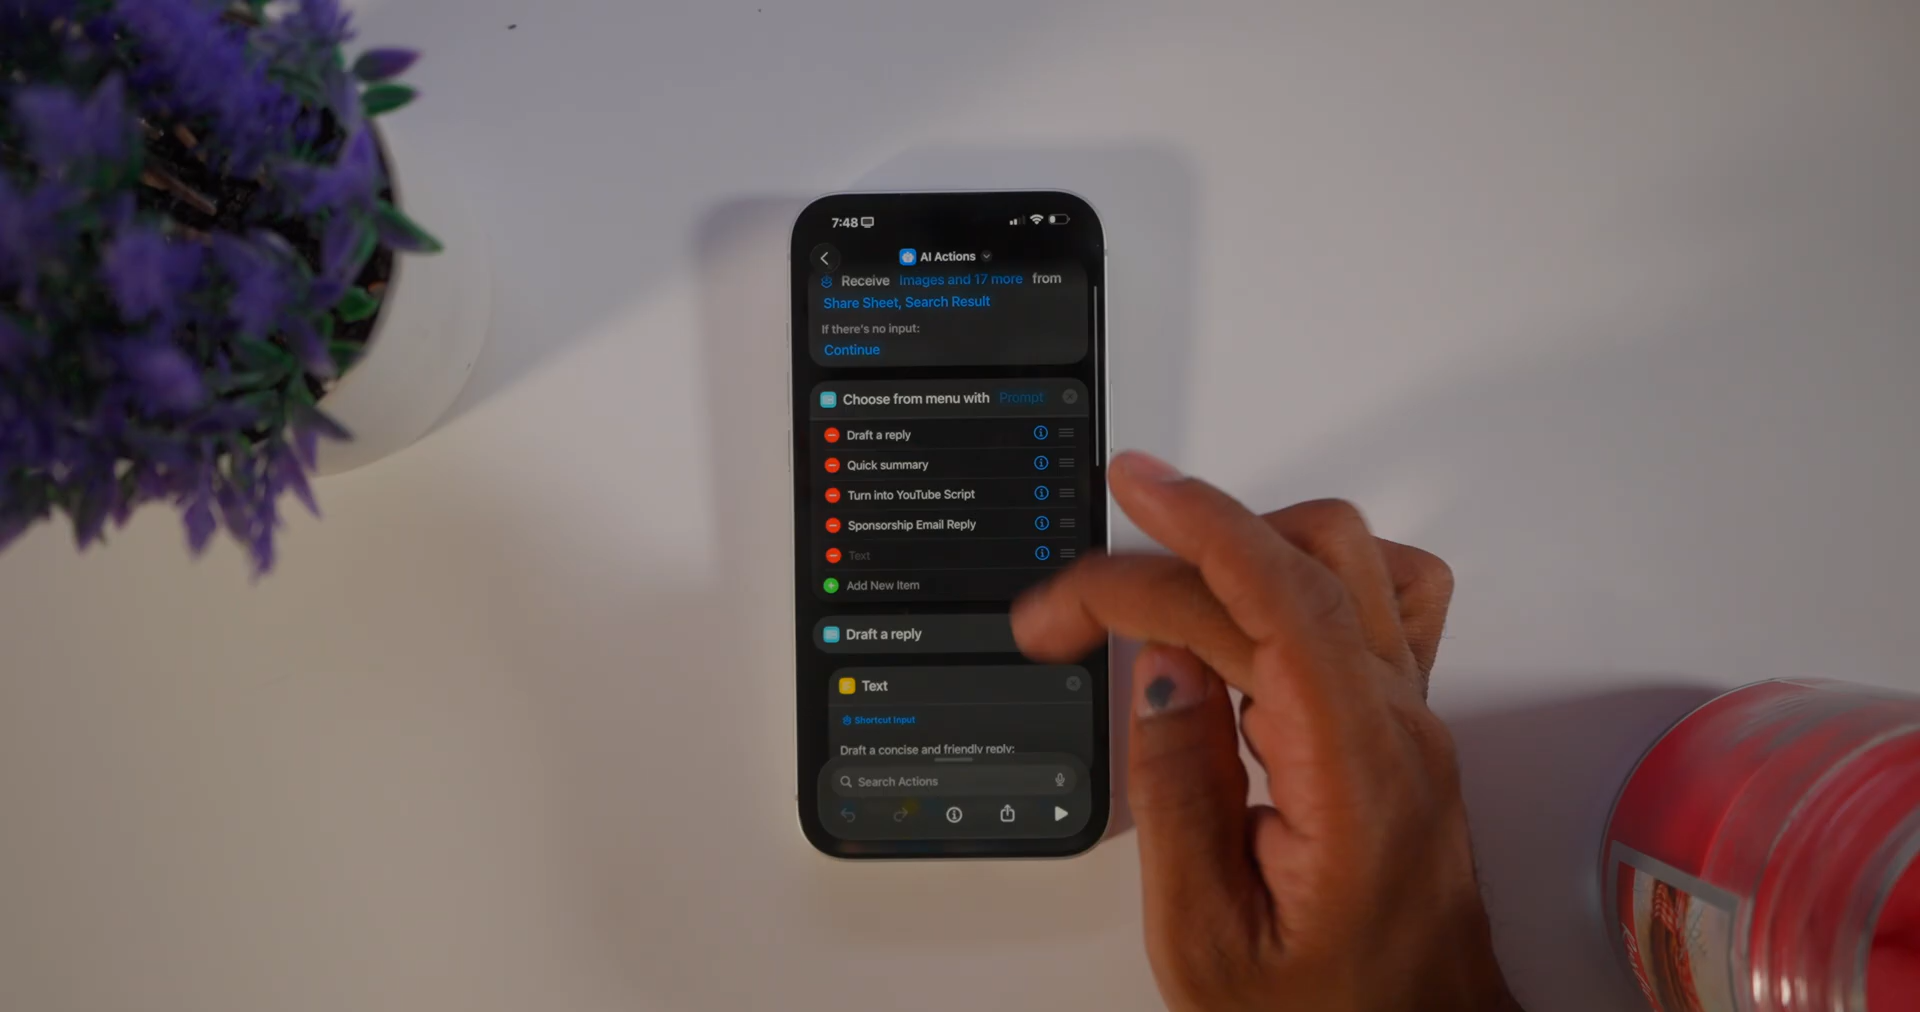 7:48
AI Actions
Receive Images and 17 more from
Share Sheet, Search Result
If there's no input:
Continue
Choose from menu with Prompt
Draft a reply
Quick summary
Turn into YouTube Script
Sponsorship Email Reply
Text
Add New Item
Draft a reply
Text
Shortcut Input
Draft a concise and friendly reply:
Search Actions